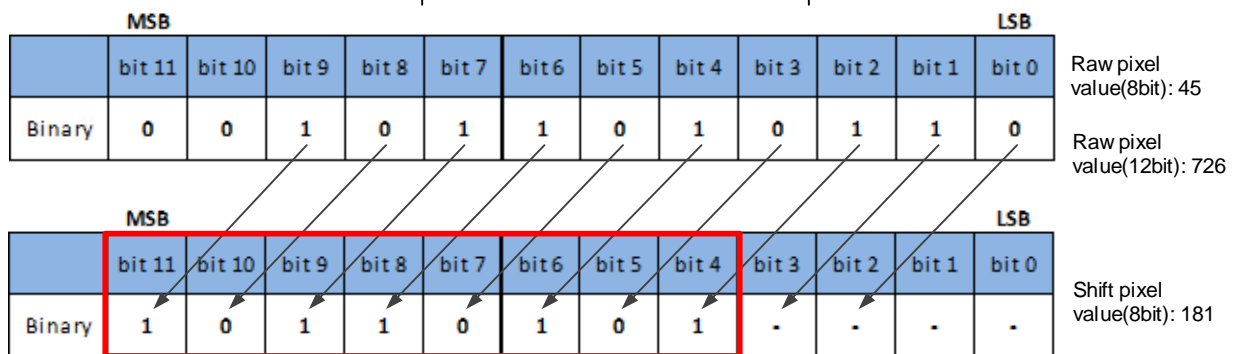 MSB LSB
bit 11 bit 10 bit 9 bit 8 bit 7 bit 6 bit 5 bit 4 bit 3 bit 2 bit 1 bit 0
Binary 0 0 1 0 1 1 0 1 0 1 1 0
Raw pixel
value(8bit): 45
Raw pixel
value(12bit): 726
MSB LSB
bit 11 bit 10 bit 9 bit 8 bit 7 bit 6 bit 5 bit 4 bit 3 bit 2 bit 1 bit 0
Binary 1 0 1 1 0 1 0 1 - - - -
Shift pixel
value(8bit): 181